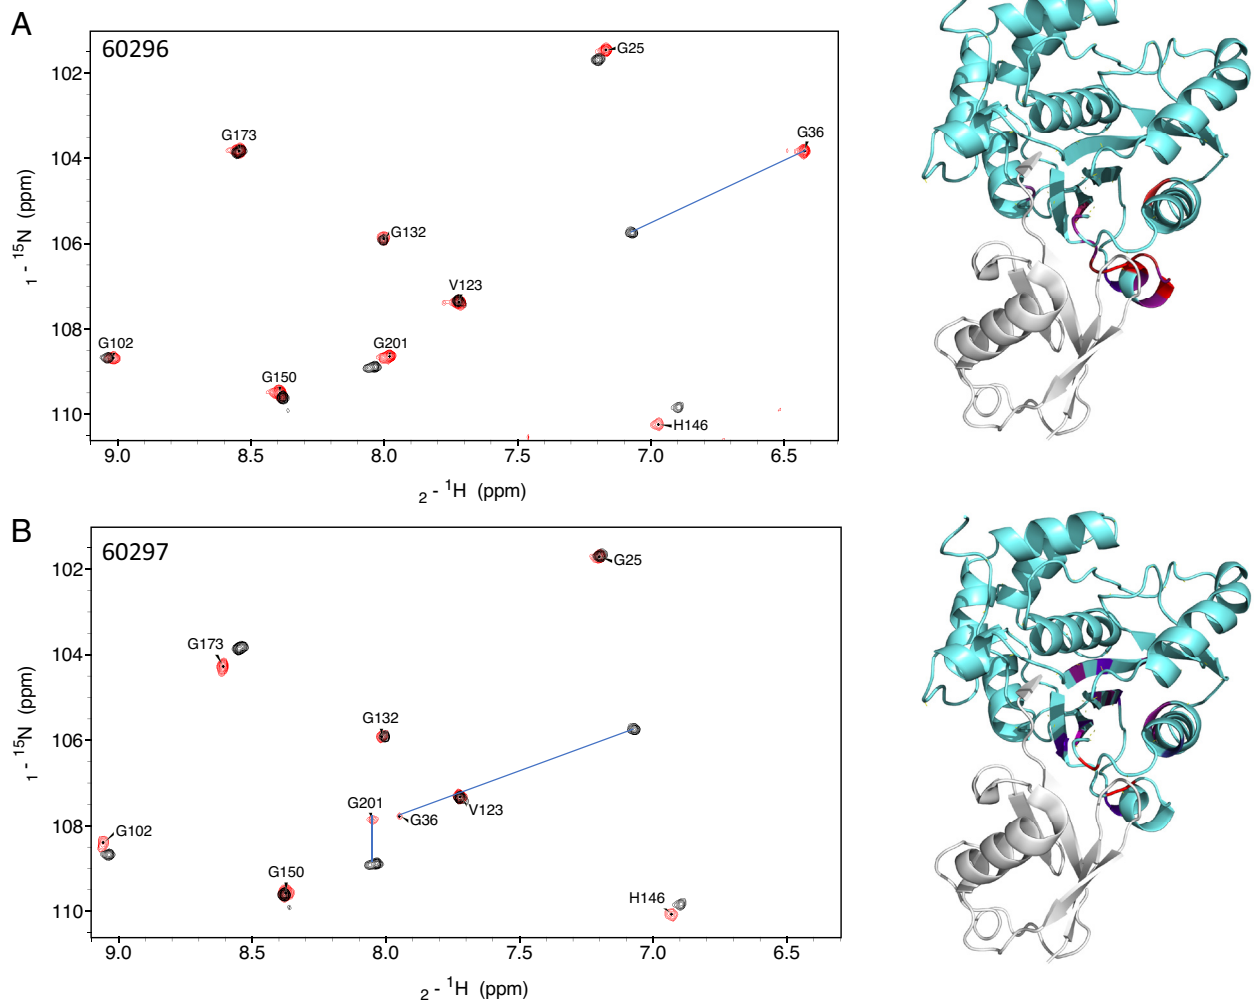 A
60296
G25
G173
G36
G132
V123
G102
G201
G150
H146
102
104
106
108
110
1 - 15N (ppm)
9.0 8.5 8.0 7.5 7.0 6.5
2 - 1H (ppm)
B
60297
G25
G173
G132
G201
G36
V123
G102
G150
H146
102
104
106
108
110
1 - 15N (ppm)
9.0 8.5 8.0 7.5 7.0 6.5
2 - 1H (ppm)